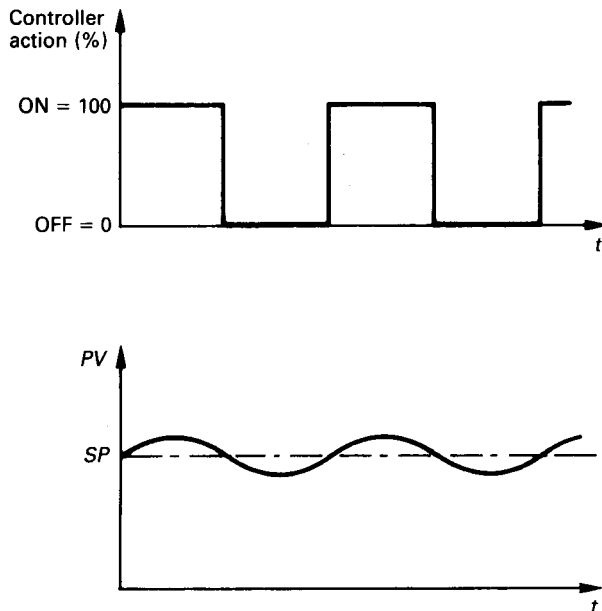 Controller
action (%)
ON = 100
OFF = 0
t
PV
SP
t